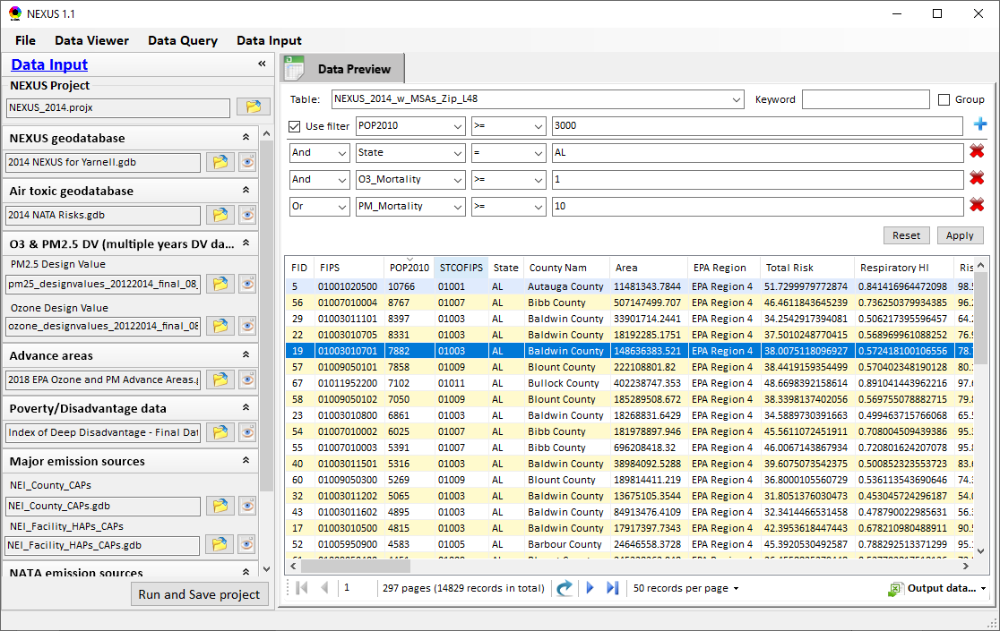 NEXUS 1.1
File Data Viewer Data Query Data Input
Data Input «
NEXUS Project
NEXUS_2014.projx
NEXUS geodatabase
2014 NEXUS for Yarnell.gdb
Air toxic geodatabase
2014 NATA Risks.gdb
O3 & PM2.5 DV (multiple years DV da...
PM2.5 Design Value
pm25_designvalues_20122014_final_08_
Ozone Design Value
ozone_designvalues_20122014_final_08
Advance areas
2018 EPA Ozone and PM Advance Areas.g
Poverty/Disadvantage data
Index of Deep Disadvantage - Final Dat
Major emission sources
NEI_County_CAPs
NEI_County_CAPs.gdb
NEI_Facility_HAPs_CAPs
NEI_Facility_HAPs_CAPs.gdb
NATA emission sources
Run and Save project
Data Preview
Table: NEXUS_2014_w_MSAs_Zip_L48 Keyword Group
Use filter POP2010 >= 3000
And State = AL
And O3_Mortality >= 1
Or PM_Mortality >= 10
Reset Apply
FID FIPS POP2010 STCOFIPS State County Nam Area EPA Region Total Risk Respiratory HI Ris
5 01001020500 10766 01001 AL Autauga County 11481343.7844 EPA Region 4 51.7299979772874 0.841416964472098 98.5
56 01007010004 8767 01007 AL Bibb County 507147499.707 EPA Region 4 46.4611843645239 0.736250379934385 96.2
29 01003011101 8397 01003 AL Baldwin County 33901714.2441 EPA Region 4 34.2542917394081 0.506217395596457 64.2
22 01003010705 8331 01003 AL Baldwin County 18192285.1751 EPA Region 4 37.5010248770415 0.568969961088252 76.9
19 01003010701 7882 01003 AL Baldwin County 148636383.521 EPA Region 4 38.0075118096927 0.572418100106556 78.
57 01009050101 7858 01009 AL Blount County 222108801.82 EPA Region 4 38.4419159354499 0.570402348190128 80.
67 01011952200 7102 01011 AL Bullock County 402238747.353 EPA Region 4 48.6698392158614 0.891041443962216 97.6
58 01009050102 7050 01009 AL Blount County 185289508.672 EPA Region 4 38.3398137402056 0.569755078882715 79.8
23 01003010800 6861 01003 AL Baldwin County 18268831.6429 EPA Region 4 34.5889730391663 0.499463715766068 65.5
54 01007010002 6025 01007 AL Bibb County 181978897.946 EPA Region 4 45.5611072451911 0.708004509439386 95.3
55 01007010003 5391 01007 AL Bibb County 696208418.32 EPA Region 4 46.0067143867934 0.720801624207078 95.8
40 01003011501 5316 01003 AL Baldwin County 38984092.5288 EPA Region 4 39.6075073542375 0.500852323553723 83.6
60 01009050300 5269 01009 AL Blount County 189814411.219 EPA Region 4 36.8000105560729 0.536113543690646 74.3
32 01003011202 5065 01003 AL Baldwin County 13675105.3544 EPA Region 4 31.8051376030473 0.453045724296187 54.0
43 01003011602 4895 01003 AL Baldwin County 84913476.4109 EPA Region 4 32.3414466531458 0.478790022985631 56.
17 01003010500 4815 01003 AL Baldwin County 17917397.7343 EPA Region 4 42.3953618447443 0.678210980488911 90.5
52 01005950900 4583 01005 AL Barbour County 24646558.3728 EPA Region 4 45.3920530492587 0.788292513371299 95.
1 297 pages (14829 records in total) 50 records per page Output data...